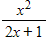 x²
2x + 1